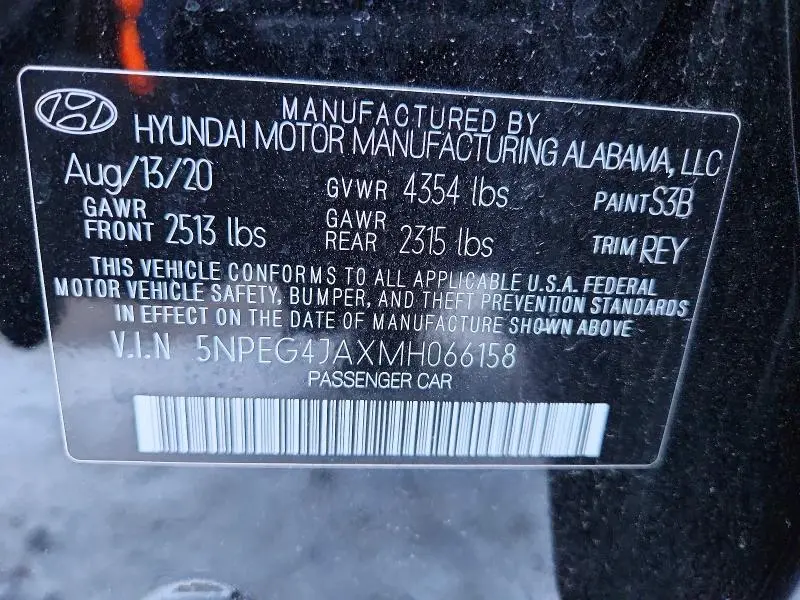 MANUFACTURED BY
HYUNDAI MOTOR MANUFACTURING ALABAMA, LLC
Aug/13/20 GVWR 4354 lbs PAINT S3B
GAWR FRONT 2513 lbs GAWR REAR 2315 lbs TRIM REY
THIS VEHICLE CONFORMS TO ALL APPLICABLE U.S.A. FEDERAL
MOTOR VEHICLE SAFETY, BUMPER, AND THEFT PREVENTION STANDARDS
IN EFFECT ON THE DATE OF MANUFACTURE SHOWN ABOVE
V.I.N 5NPEG4JAXMH066158
PASSENGER CAR